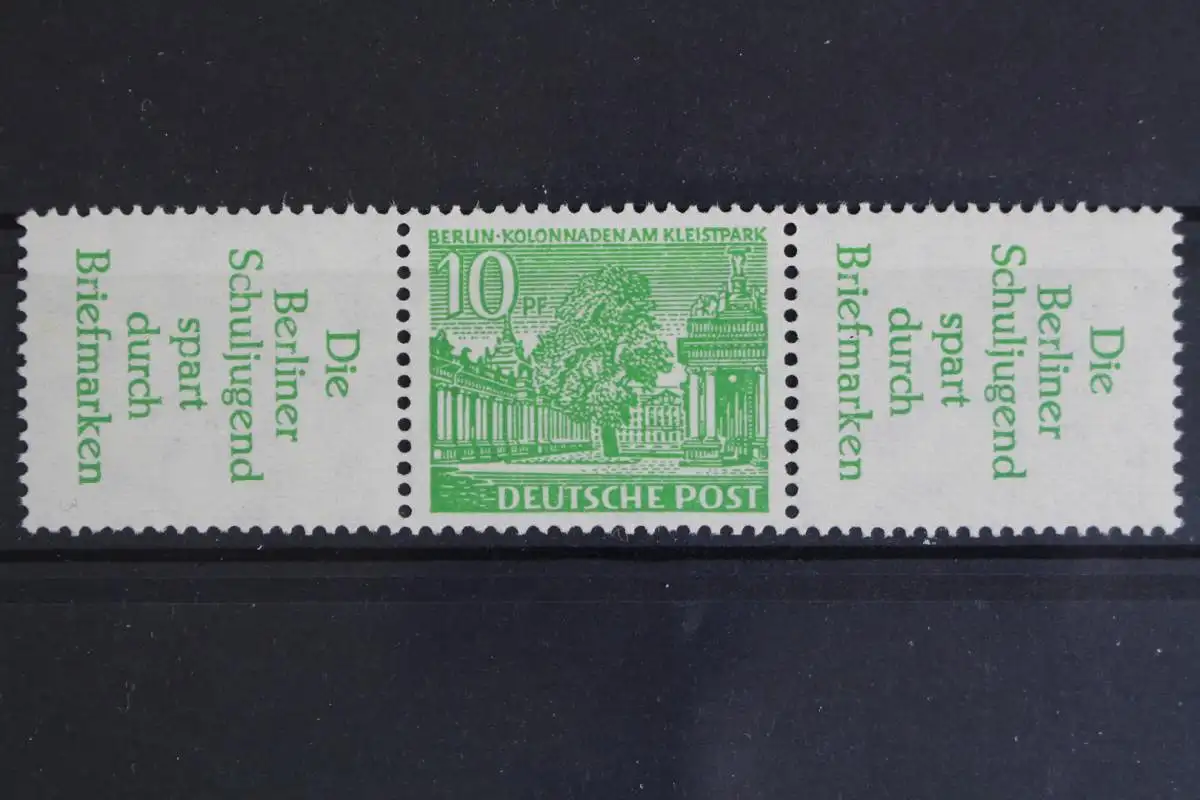 Die
Berliner
Schuljugend
spart
durch
Briefmarken
BERLIN·KOLONNADEN AM KLEISTPARK
10 PF
DEUTSCHE POST
Die
Berliner
Schuljugend
spart
durch
Briefmarken